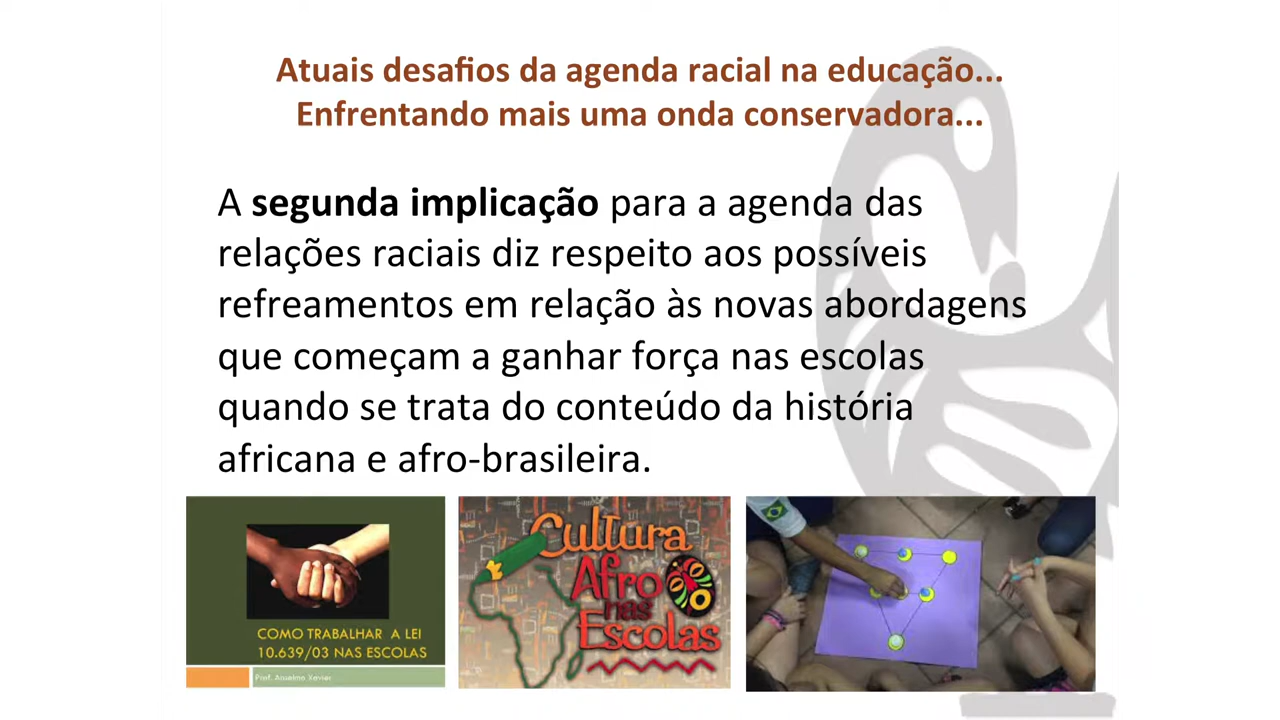 Atuais desafios da agenda racial na educação...
Enfrentando mais uma onda conservadora...
A segunda implicação para a agenda das
relações raciais diz respeito aos possíveis
refreamentos em relação às novas abordagens
que começam a ganhar força nas escolas
quando se trata do conteúdo da história
africana e afro-brasileira.
COMO TRABALHAR A LEI
10.639/03 NAS ESCOLAS
Prof. Anselmo Xavier
Cultura
Afro
nas
Escolas